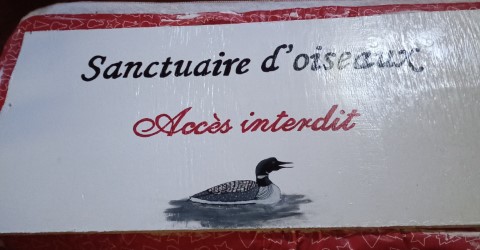 Sanctuaire d'oiseaux
Accès interdit